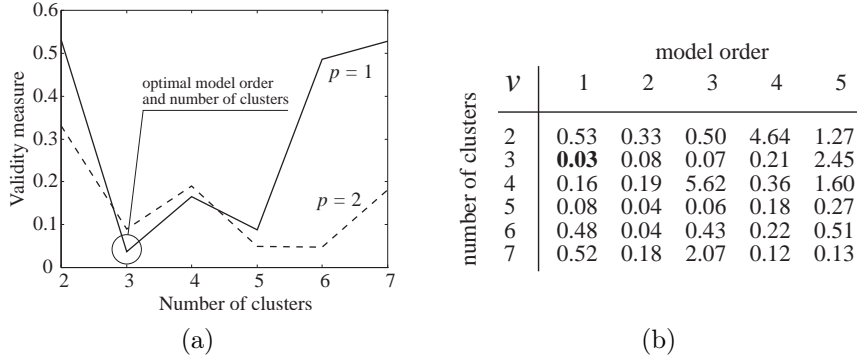 0.6
0.5
0.4
0.3
0.2
0.1
0
Validity measure
optimal model order
and number of clusters
p = 1
p = 2
2 3 4 5 6 7
Number of clusters
(a)
model order
number of clusters
𝒱 1 2 3 4 5
2 0.53 0.33 0.50 4.64 1.27
3 0.03 0.08 0.07 0.21 2.45
4 0.16 0.19 5.62 0.36 1.60
5 0.08 0.04 0.06 0.18 0.27
6 0.48 0.04 0.43 0.22 0.51
7 0.52 0.18 2.07 0.12 0.13
(b)